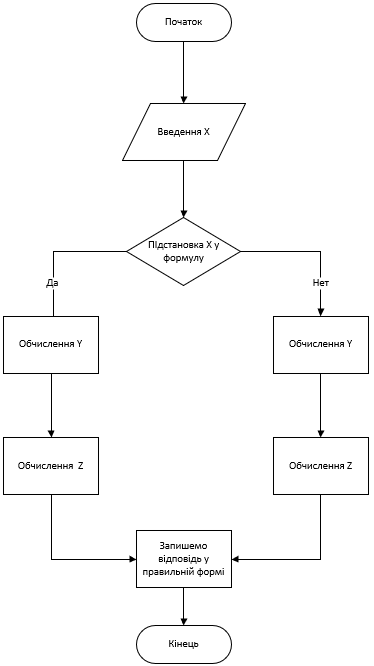 Початок
Введення X
Підстановка X у
формулу
Да
Нет
Обчислення Y
Обчислення Y
Обчислення Z
Обчислення Z
Запишемо
відповідь у
правильній формі
Кінець